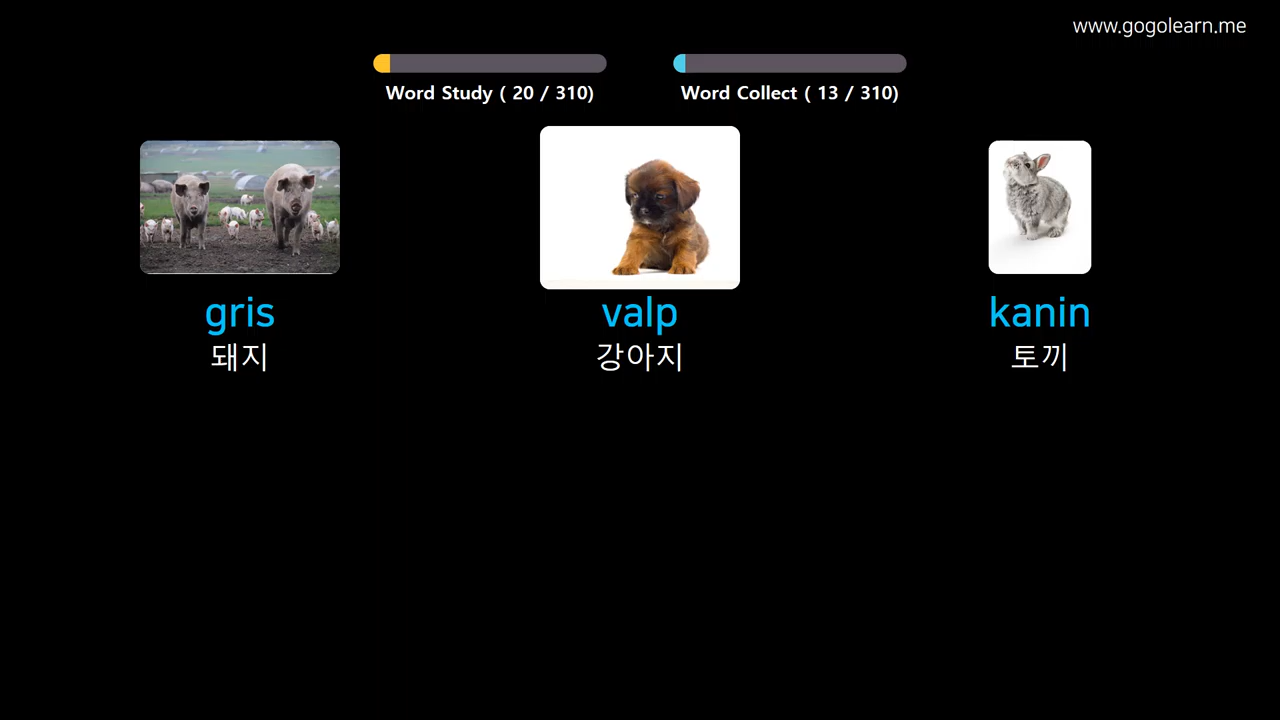 www.gogolearn.me
Word Study ( 20 / 310)
Word Collect ( 13 / 310)
gris
valp
kanin
돼지
강아지
토끼